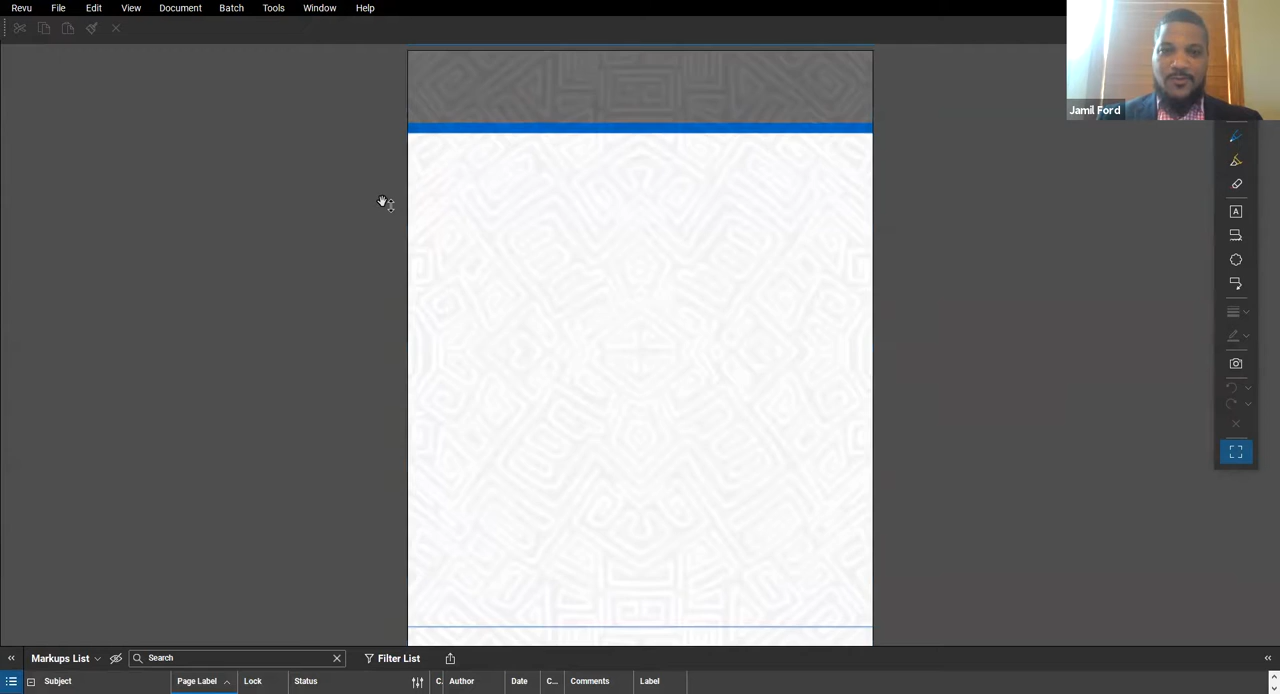 Revu File Edit View Document Batch Tools Window Help
Jamil Ford
A
Markups List Search Filter List
Subject Page Label Lock Status C. Author Date C... Comments Label